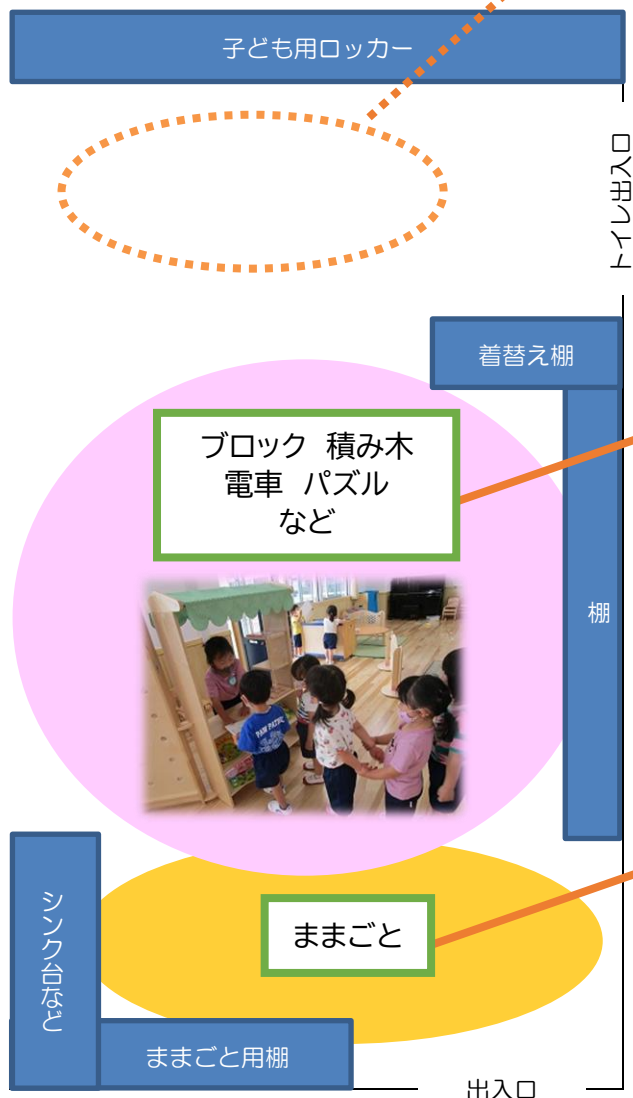 子ども用ロッカー
トイレ出入口
着替え棚
ブロック 積み木
電車 パズル
など
棚
PAW PATROL
シンク台など
ままごと
ままごと用棚
出入口